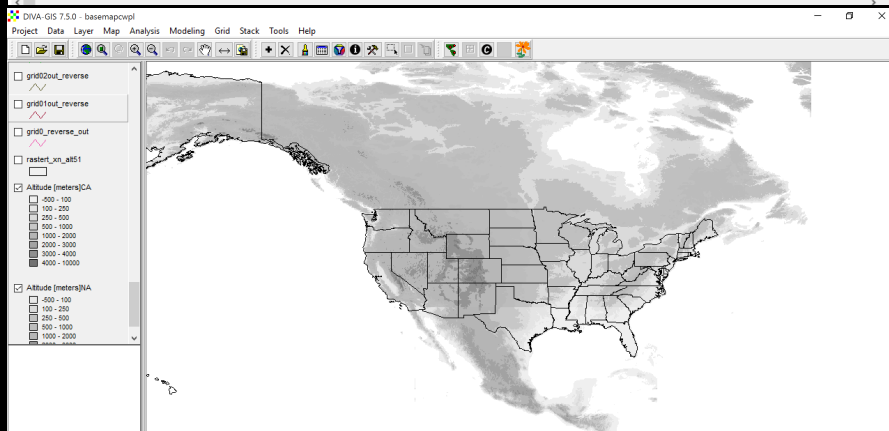 DIVA-GIS 7.5.0 - basemapcwpl
Project Data Layer Map Analysis Modeling Grid Stack Tools Help
grid02out_reverse
grid01out_reverse
grid0_reverse_out
rastert_xn_alt51
Altitude [meters]CA
-500 - 100
100 - 250
250 - 500
500 - 1000
1000 - 2000
2000 - 3000
3000 - 4000
4000 - 10000
Altitude [meters]NA
-500 - 100
100 - 250
250 - 500
500 - 1000
1000 - 2000